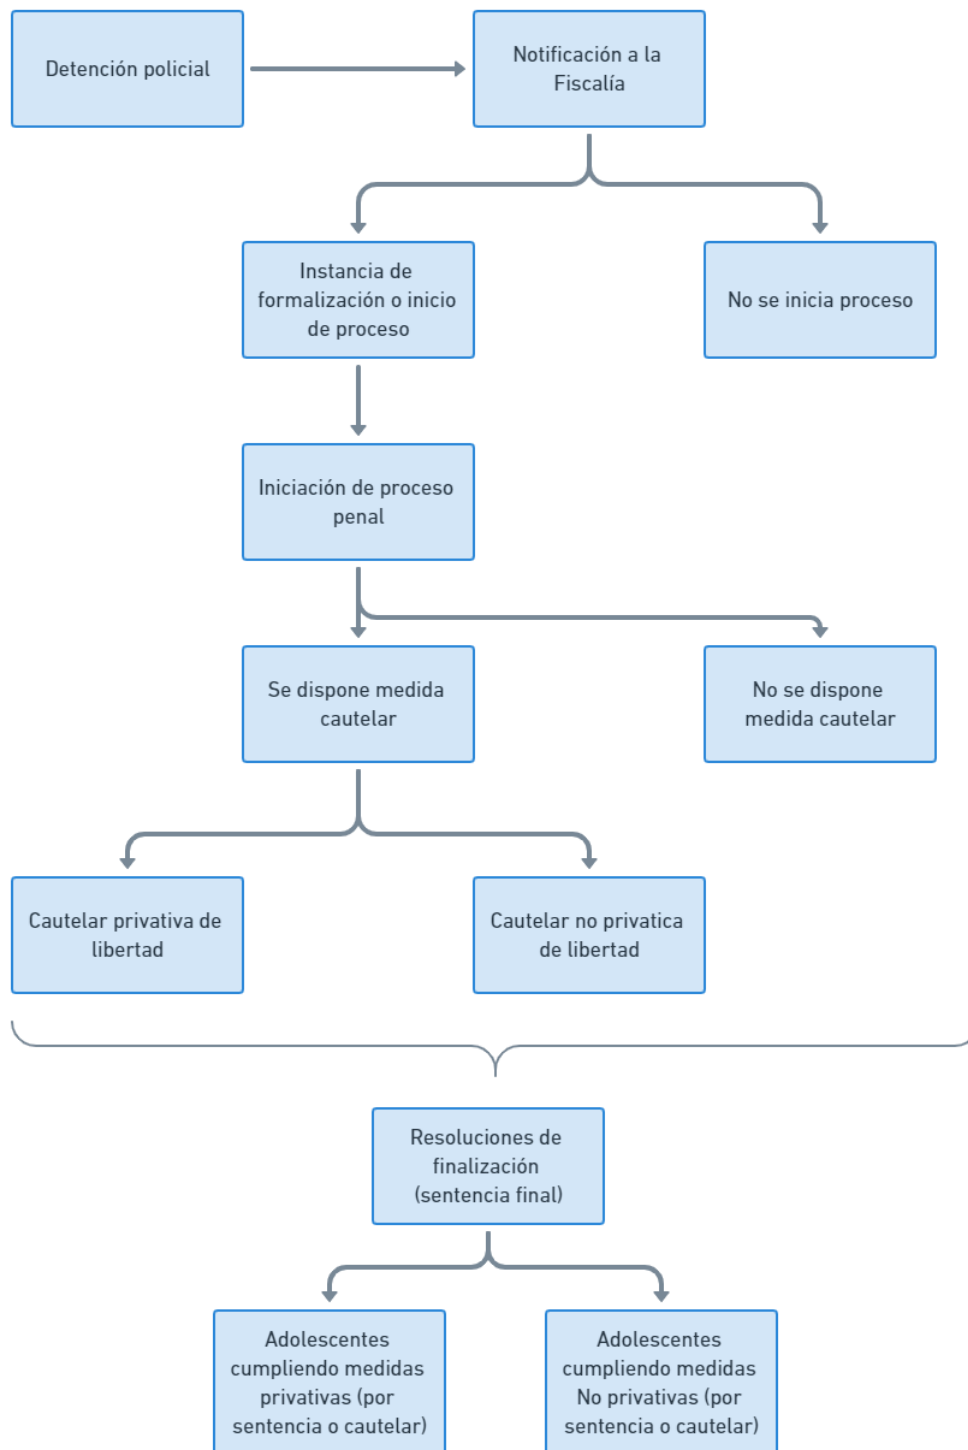 Detención policial
Notificación a la
Fiscalía
Instancia de
formalización o inicio
de proceso
No se inicia proceso
Iniciación de proceso
penal
Se dispone medida
cautelar
No se dispone
medida cautelar
Cautelar privativa de
libertad
Cautelar no privatica
de libertad
Resoluciones de
finalización
(sentencia final)
Adolescentes
cumpliendo medidas
privativas (por
sentencia o cautelar)
Adolescentes
cumpliendo medidas
No privativas (por
sentencia o cautelar)